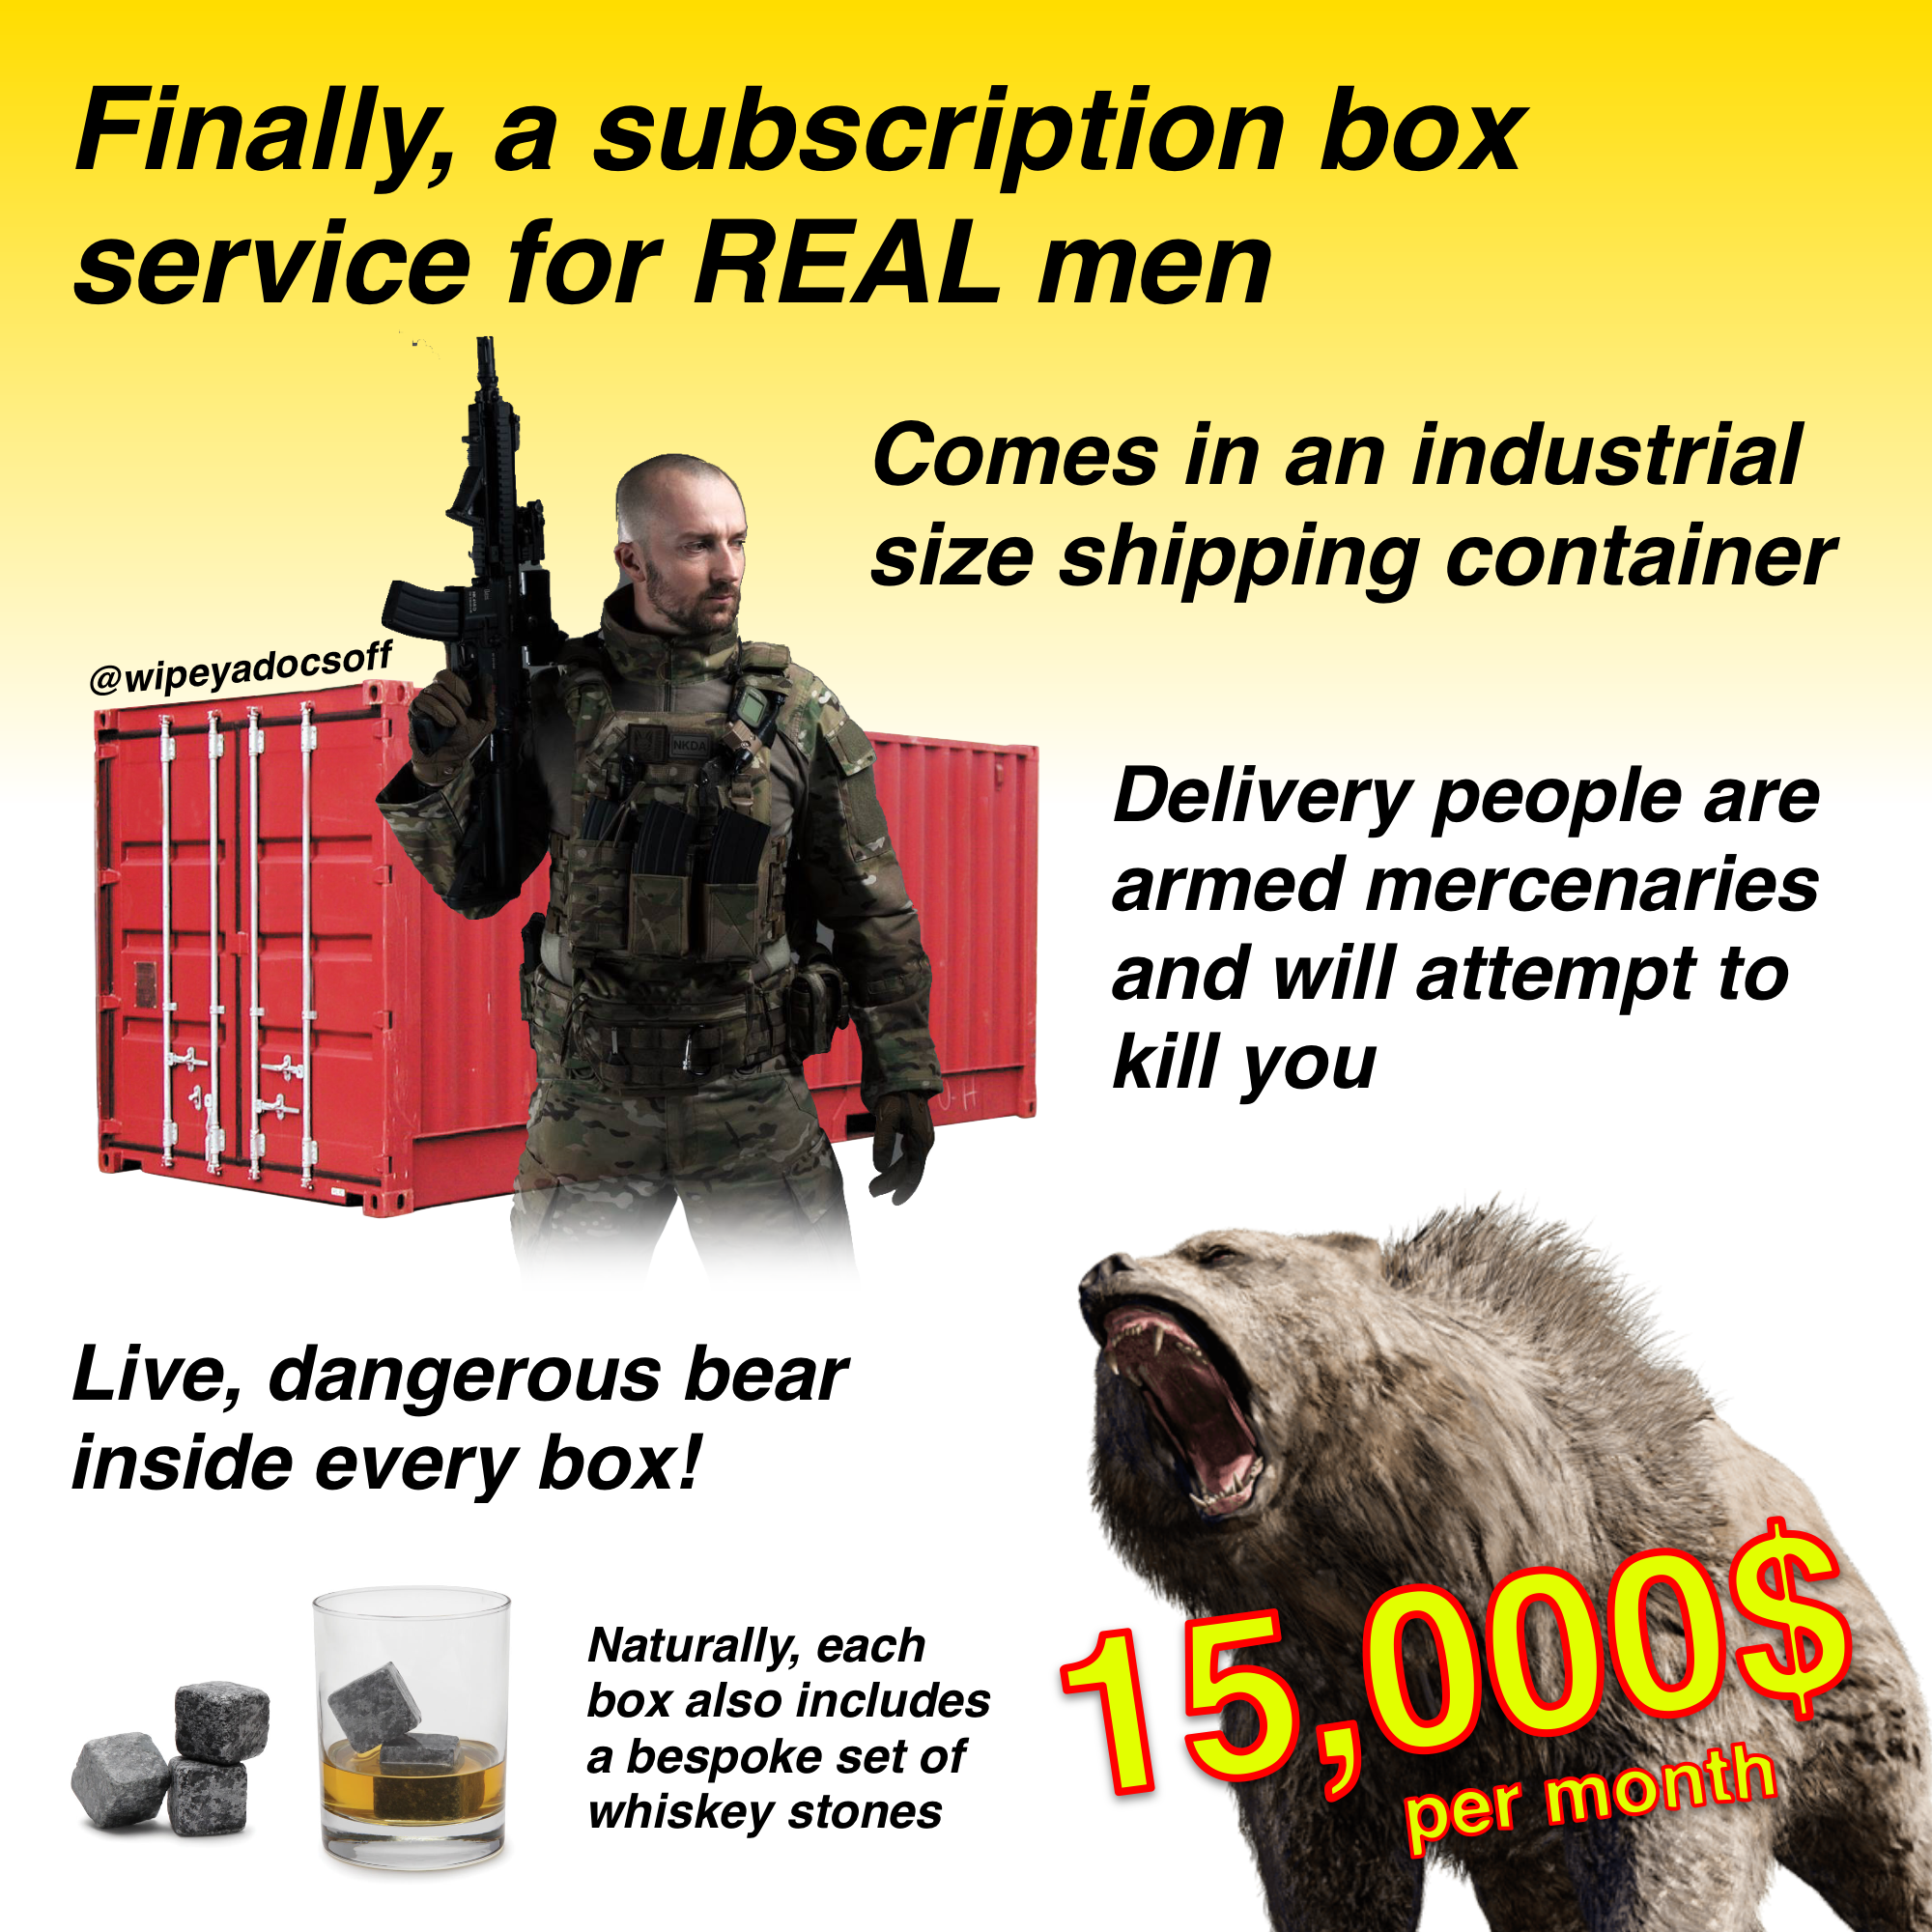 Finally, a subscription box
service for REAL men
Comes in an industrial
size shipping container
@wipeyadocsoff
NKDA
Delivery people are
armed mercenaries
and will attempt to
kill you
Live, dangerous bear
inside every box!
Naturally, each
box also includes
a bespoke set of
whiskey stones
15,000$
per month